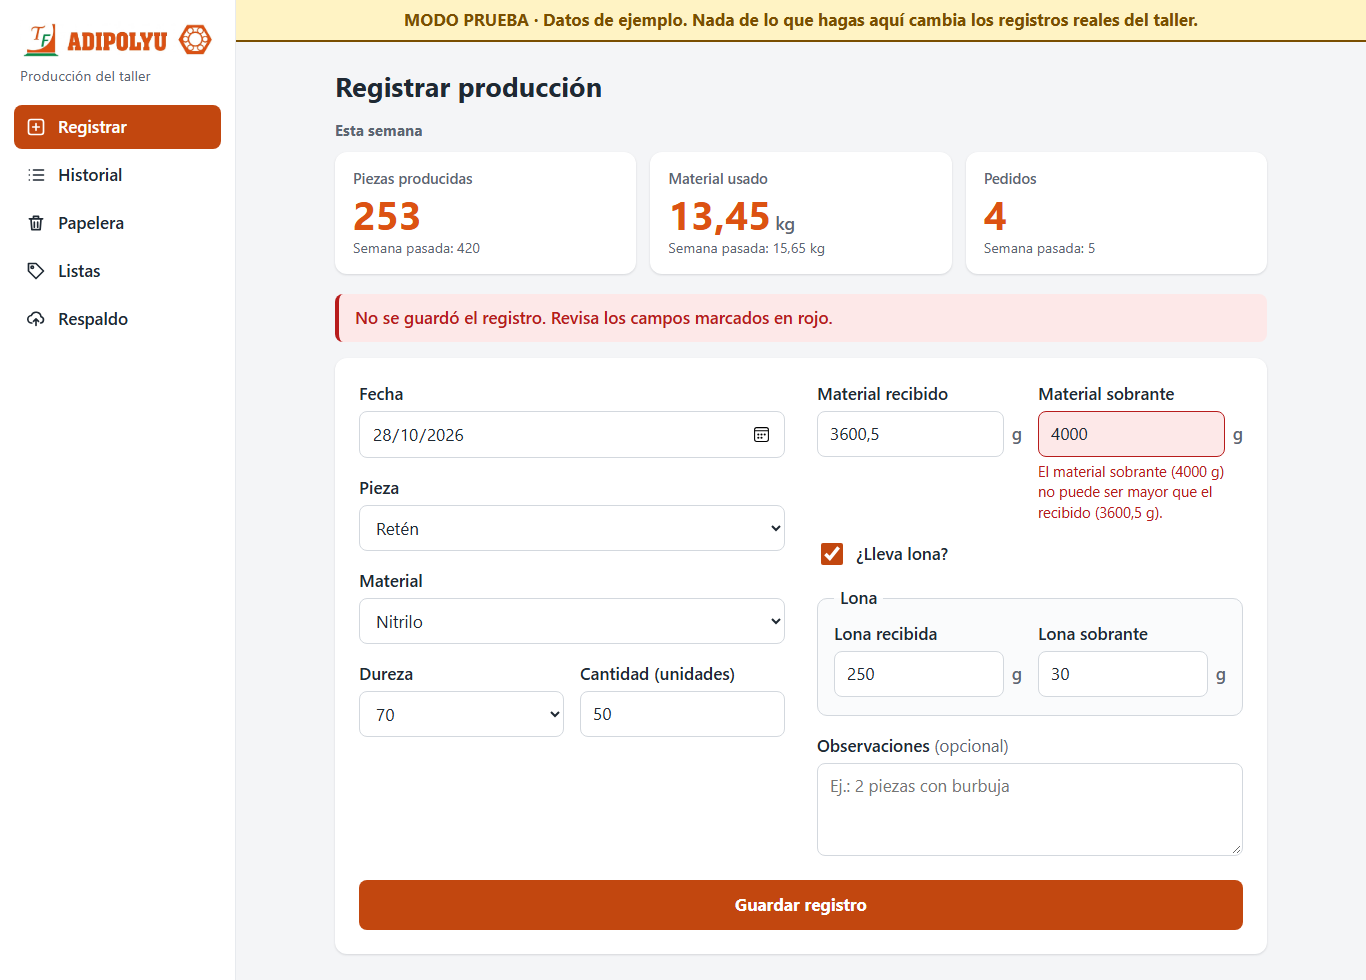 TF ADIPOLYU
Producción del taller
Registrar
Historial
Papelera
Listas
Respaldo
MODO PRUEBA · Datos de ejemplo. Nada de lo que hagas aquí cambia los registros reales del taller.
Registrar producción
Esta semana
Piezas producidas
253
Semana pasada: 420
Material usado
13,45 kg
Semana pasada: 15,65 kg
Pedidos
4
Semana pasada: 5
No se guardó el registro. Revisa los campos marcados en rojo.
Fecha
28/10/2026
Pieza
Retén
Material
Nitrilo
Dureza
70
Cantidad (unidades)
50
Material recibido
3600,5 g
Material sobrante
4000 g
El material sobrante (4000 g)
no puede ser mayor que el
recibido (3600,5 g).
¿Lleva lona?
Lona
Lona recibida
250 g
Lona sobrante
30 g
Observaciones (opcional)
Ej.: 2 piezas con burbuja
Guardar registro